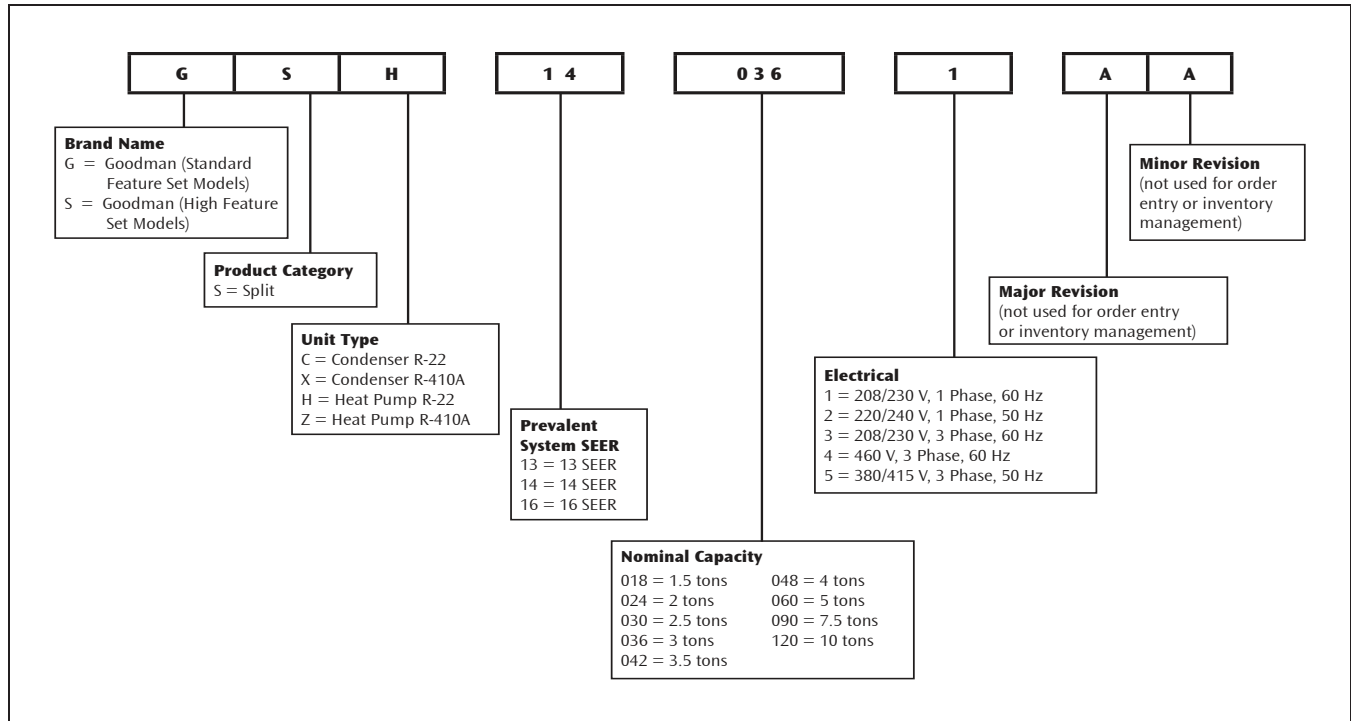 G S H 1 4 0 3 6 1 A A
Brand Name
G = Goodman (Standard
Feature Set Models)
S = Goodman (High Feature
Set Models)
Product Category
S = Split
Unit Type
C = Condenser R-22
X = Condenser R-410A
H = Heat Pump R-22
Z = Heat Pump R-410A
Prevalent
System SEER
13 = 13 SEER
14 = 14 SEER
16 = 16 SEER
Nominal Capacity
018 = 1.5 tons
024 = 2 tons
030 = 2.5 tons
036 = 3 tons
042 = 3.5 tons
048 = 4 tons
060 = 5 tons
090 = 7.5 tons
120 = 10 tons
Electrical
1 = 208/230 V, 1 Phase, 60 Hz
2 = 220/240 V, 1 Phase, 50 Hz
3 = 208/230 V, 3 Phase, 60 Hz
4 = 460 V, 3 Phase, 60 Hz
5 = 380/415 V, 3 Phase, 50 Hz
Major Revision
(not used for order entry
or inventory management)
Minor Revision
(not used for order
entry or inventory
management)